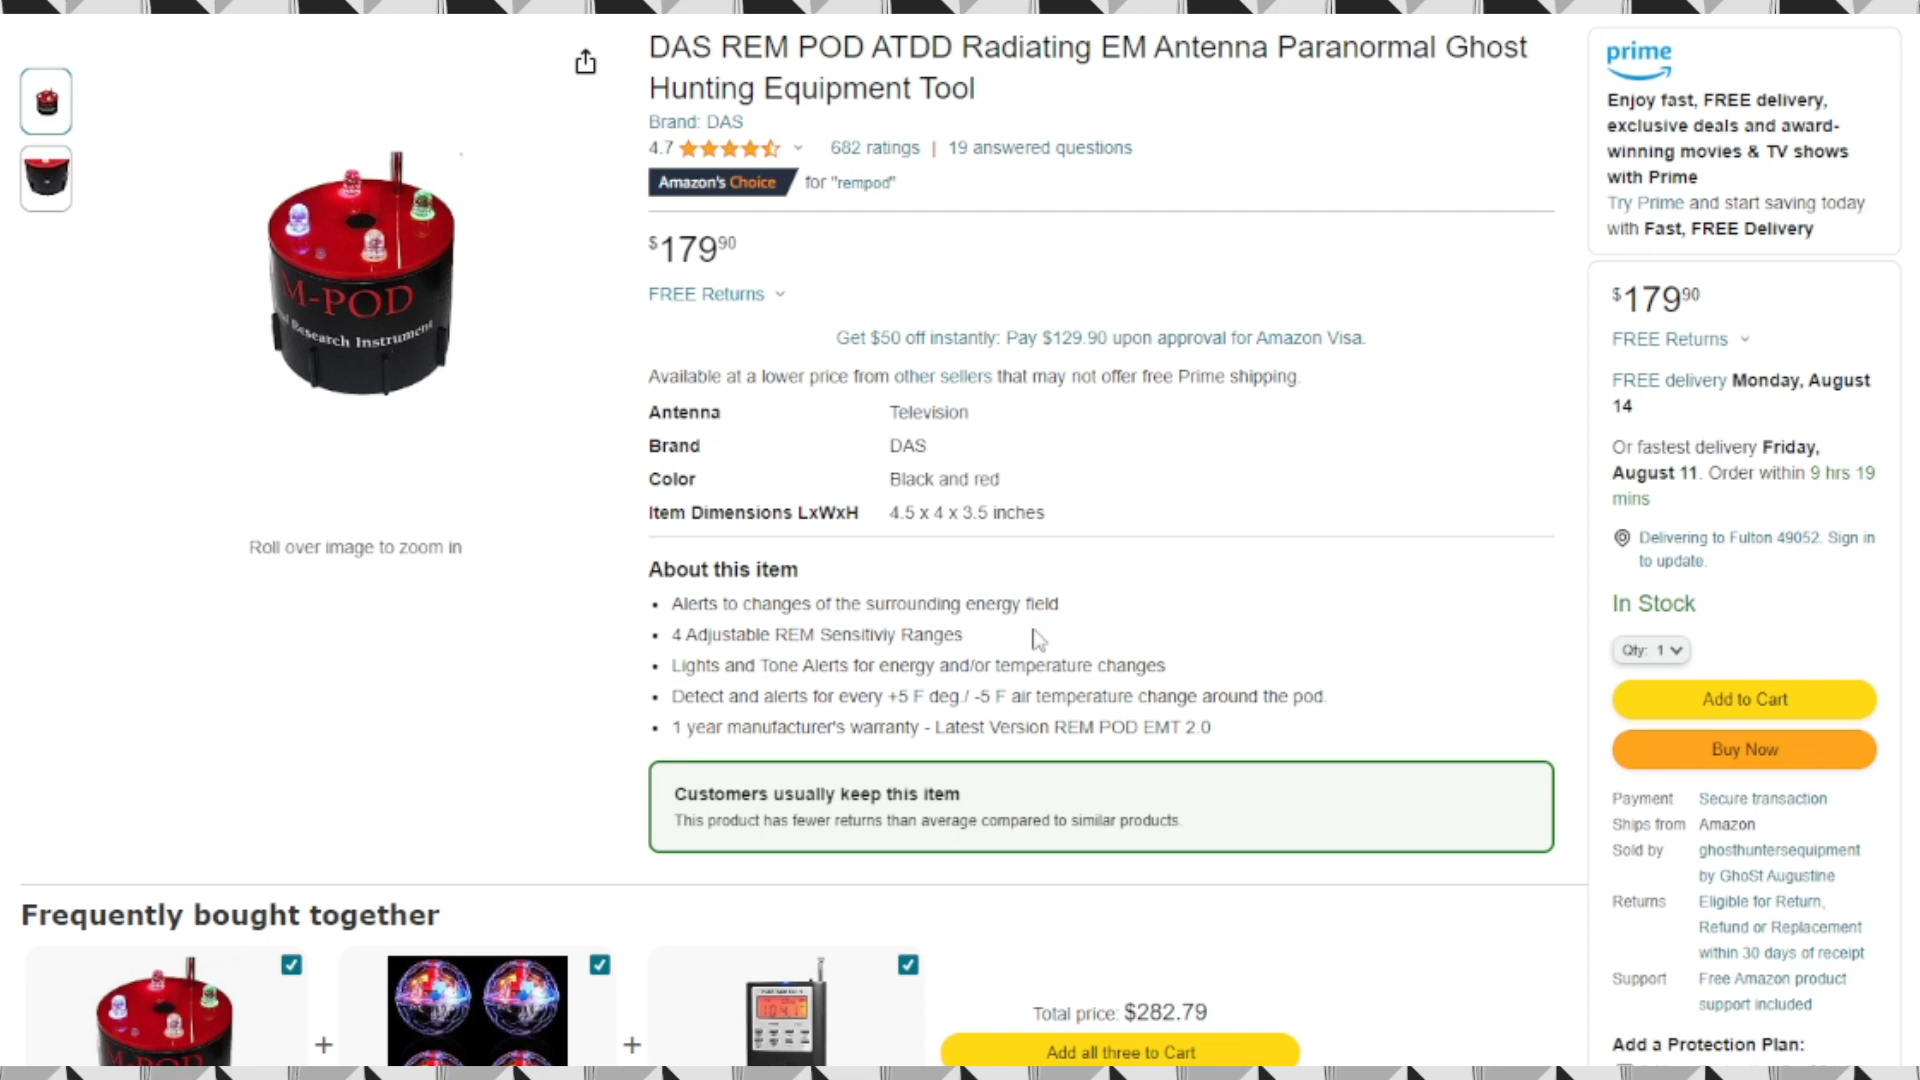 DAS REM POD ATDD Radiating EM Antenna Paranormal Ghost
Hunting Equipment Tool
Brand: DAS
4.7
682 ratings | 19 answered questions
Amazon's Choice for "rempod"
$179 90
FREE Returns
Get $50 off instantly: Pay $129.90 upon approval for Amazon Visa.
Available at a lower price from other sellers that may not offer free Prime shipping.
Antenna Television
Brand DAS
Color Black and red
Item Dimensions LxWxH 4.5 x 4 x 3.5 inches
About this item
• Alerts to changes of the surrounding energy field
• 4 Adjustable REM Sensitiviy Ranges
• Lights and Tone Alerts for energy and/or temperature changes
• Detect and alerts for every +5 F deg./ -5 F air temperature change around the pod.
• 1 year manufacturer's warranty - Latest Version REM POD EMT 2.0
Customers usually keep this item
This product has fewer returns than average compared to similar products.
M-POD
Research Instrument
Roll over image to zoom in
prime
Enjoy fast, FREE delivery,
exclusive deals and award-
winning movies & TV shows
with Prime
Try Prime and start saving today
with Fast, FREE Delivery
$179 90
FREE Returns
FREE delivery Monday, August
14
Or fastest delivery Friday,
August 11. Order within 9 hrs 19
mins
Delivering to Fulton 49052. Sign in
to update.
In Stock
Qty: 1
Add to Cart
Buy Now
Payment Secure transaction
Ships from Amazon
Sold by ghosthuntersequipment
by GhoSt Augustine
Returns Eligible for Return,
Refund or Replacement
within 30 days of receipt
Support Free Amazon product
support included
Add a Protection Plan:
Frequently bought together
M-POD
+
+
Total price: $282.79
Add all three to Cart